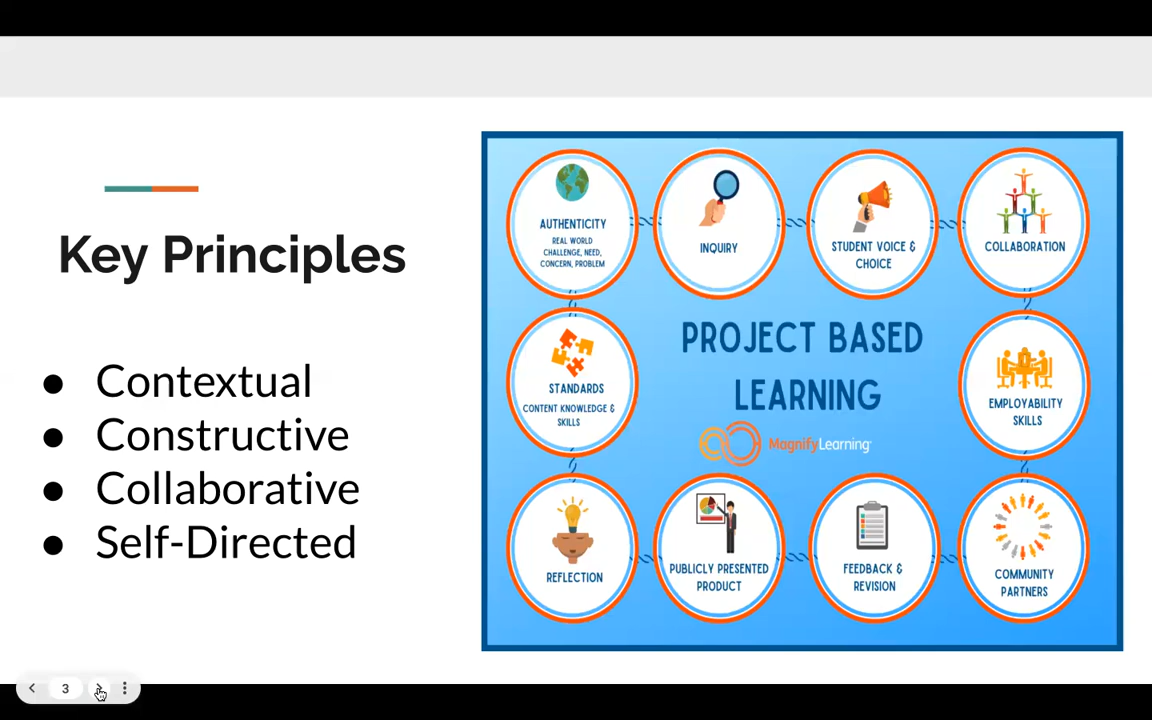 Key Principles
● Contextual
● Constructive
● Collaborative
● Self-Directed
AUTHENTICITY
REAL WORLD
CHALLENGE, NEED,
CONCERN, PROBLEM
INQUIRY
STUDENT VOICE &
CHOICE
COLLABORATION
PROJECT BASED
LEARNING
MagnifyLearning
STANDARDS
CONTENT KNOWLEDGE &
SKILLS
EMPLOYABILITY
SKILLS
REFLECTION
PUBLICLY PRESENTED
PRODUCT
FEEDBACK &
REVISION
COMMUNITY
PARTNERS
3